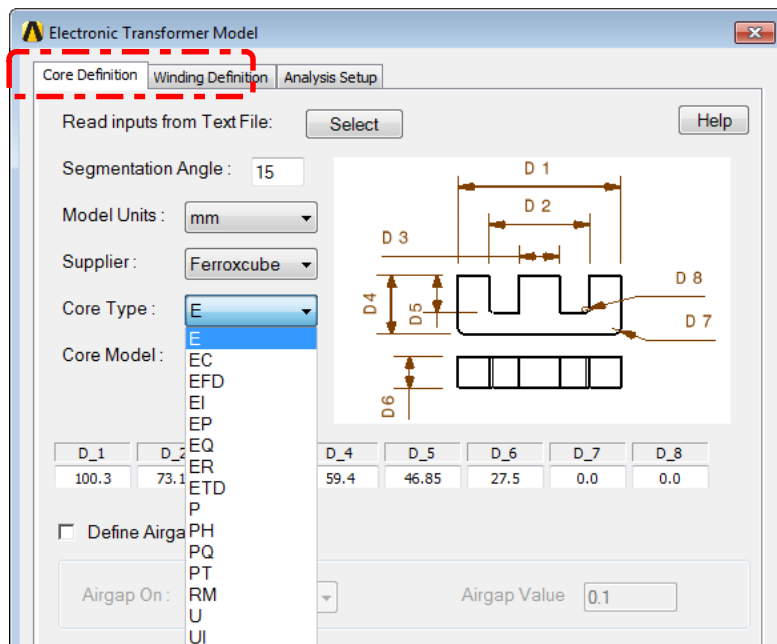 Electronic Transformer Model
Core Definition Winding Definition Analysis Setup
Read inputs from Text File: Select Help
Segmentation Angle : 15
Model Units : mm
Supplier : Ferroxcube
Core Type : E
Core Model :
E
EC
EFD
EI
EP
EQ
ER
ETD
P
PH
PQ
PT
RM
U
UI
D 1
D 2
D 3
D4
D5
D 8
D 7
D6
D_1 D_2 D_4 D_5 D_6 D_7 D_8
100.3 73.1 59.4 46.85 27.5 0.0 0.0
Define Airga
Airgap On : Airgap Value 0.1